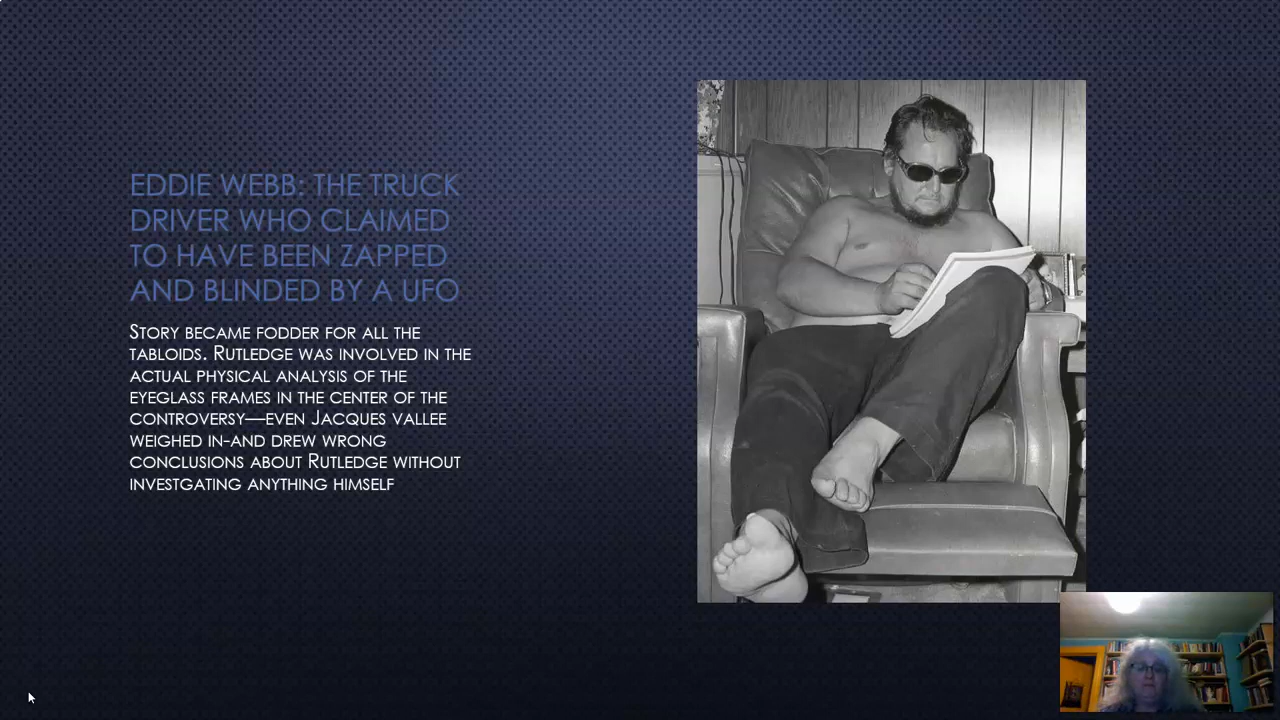 EDDIE WEBB: THE TRUCK
DRIVER WHO CLAIMED
TO HAVE BEEN ZAPPED
AND BLINDED BY A UFO
STORY BECAME FODDER FOR ALL THE
TABLOIDS. RUTLEDGE WAS INVOLVED IN THE
ACTUAL PHYSICAL ANALYSIS OF THE
EYEGLASS FRAMES IN THE CENTER OF THE
CONTROVERSY—EVEN JACQUES VALLEE
WEIGHED IN-AND DREW WRONG
CONCLUSIONS ABOUT RUTLEDGE WITHOUT
INVESTGATING ANYTHING HIMSELF